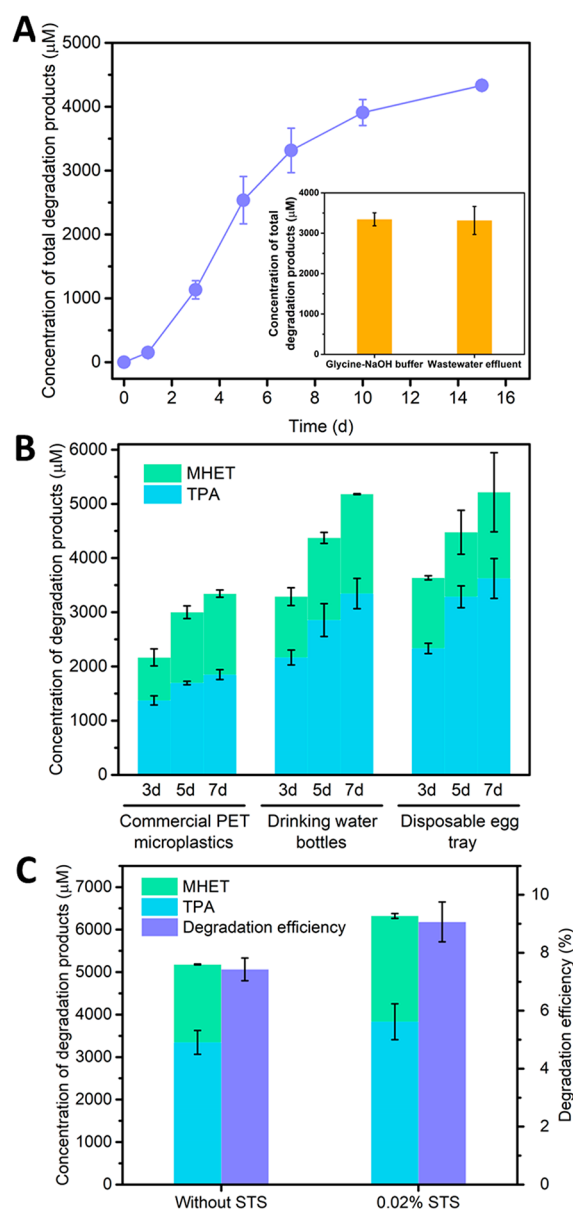 A
Concentration of total degradation products (μM)
5000
4000
3000
2000
1000
0
Concentration of total
degradation products (μM)
4000
3000
2000
1000
0
Glycine-NaOH buffer Wastewater effluent
0 2 4 6 8 10 12 14 16
Time (d)
B
Concentration of degradation products (μM)
6000
5000
4000
3000
2000
1000
0
MHET
TPA
3d 5d 7d 3d 5d 7d 3d 5d 7d
Commercial PET Drinking water Disposable egg
microplastics bottles tray
C
Concentration of degradation products (μM)
7000
6000
5000
4000
3000
2000
1000
0
MHET
TPA
Degradation efficiency
10
8
6
4
2
0
Degradation efficiency (%)
Without STS 0.02% STS